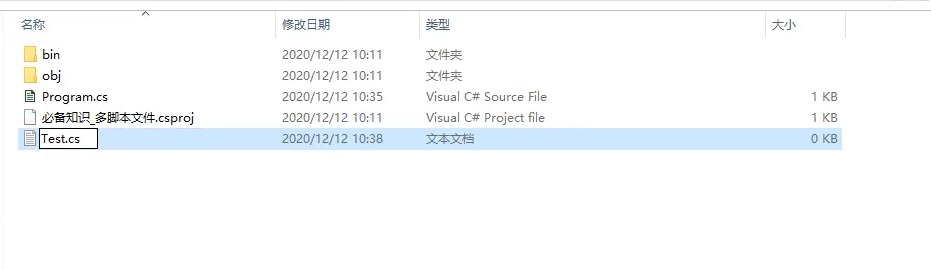 名称 修改日期 类型 大小
bin 2020/12/12 10:11 文件夹
obj 2020/12/12 10:11 文件夹
Program.cs 2020/12/12 10:35 Visual C# Source File 1 KB
必备知识_多脚本文件.csproj 2020/12/12 10:11 Visual C# Project file 1 KB
Test.cs 2020/12/12 10:38 文本文档 0 KB